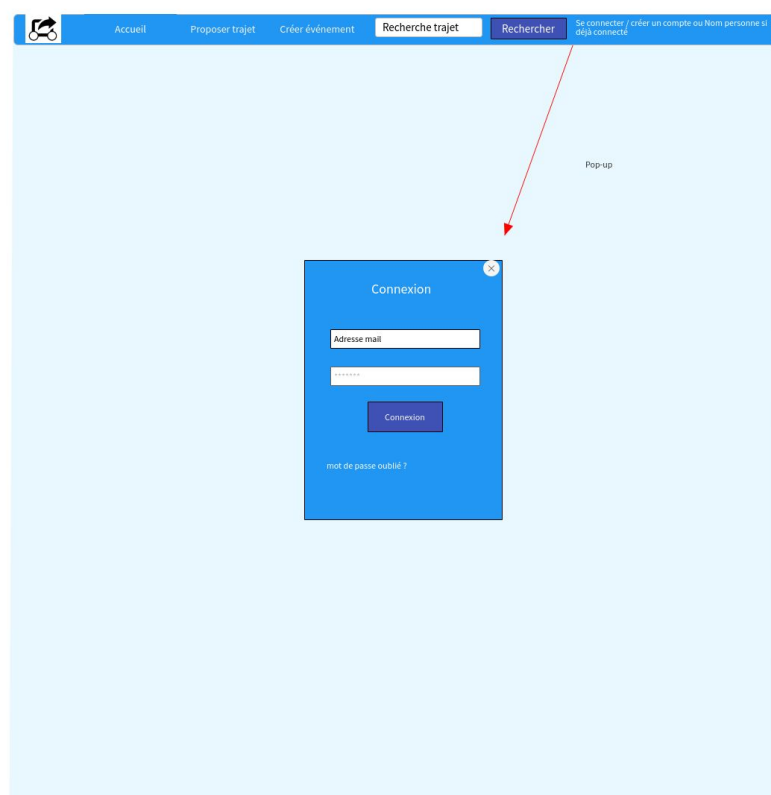 Accueil
Proposer trajet
Créer événement
Recherche trajet
Rechercher
Se connecter / créer un compte ou Nom personne si
déjà connecté
Pop-up
Connexion
Adresse mail
*******
Connexion
mot de passe oublié ?